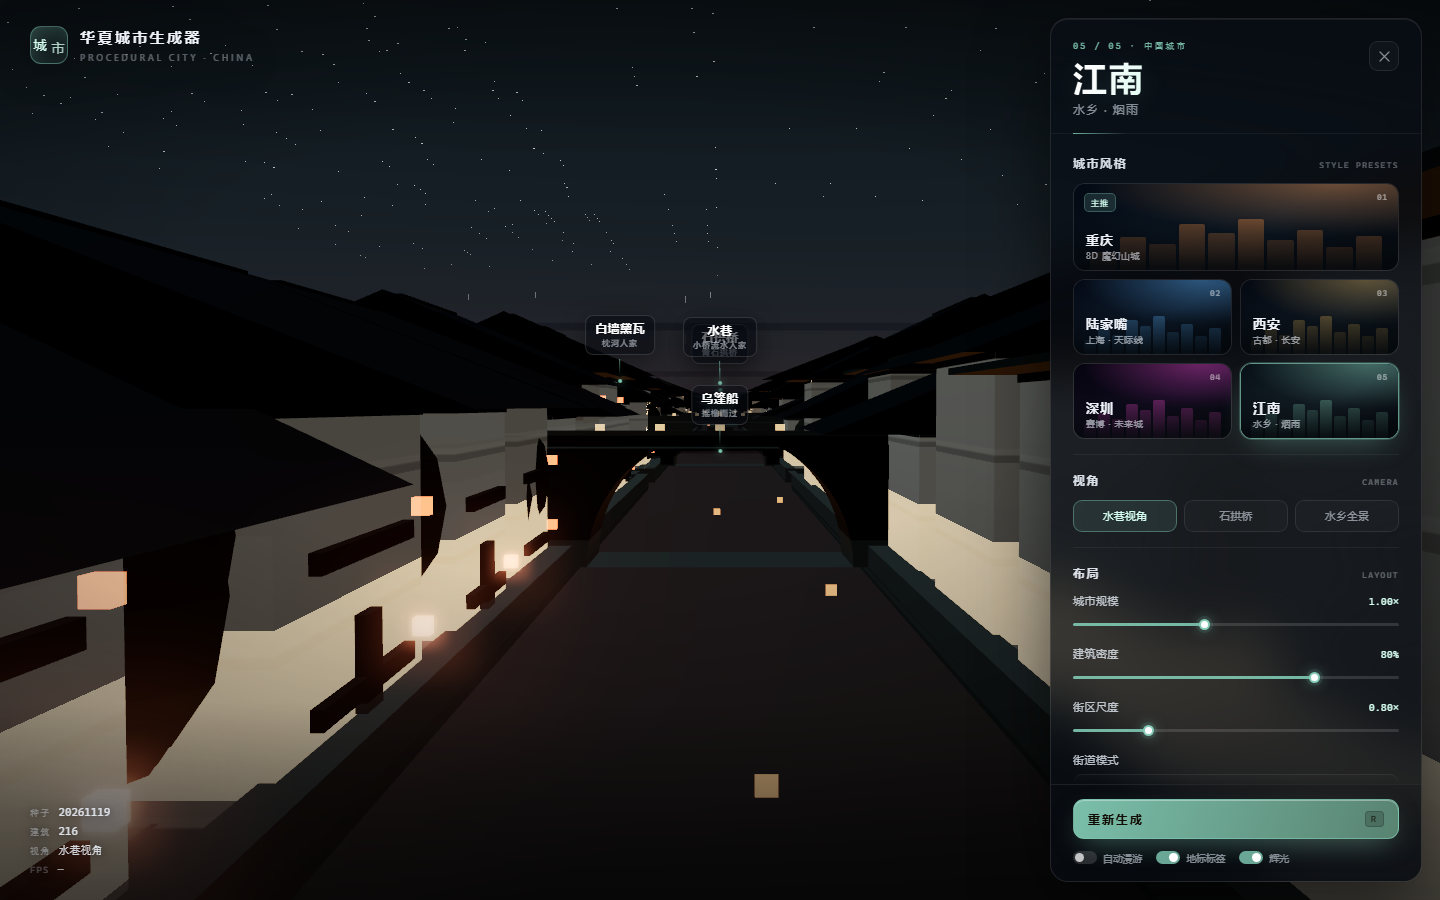 城市
华夏城市生成器
PROCEDURAL CITY · CHINA
白墙黛瓦
枕河人家
水巷
小桥流水人家
乌篷船
摇橹而过
种子 20261119
建筑 216
视角 水巷视角
FPS —
05 / 05 · 中国城市
江南
水乡 · 烟雨
城市风格 STYLE PRESETS
主推 01
重庆
8D 魔幻山城
02
陆家嘴
上海 · 天际线
03
西安
古都 · 长安
04
深圳
赛博 · 未来城
05
江南
水乡 · 烟雨
视角 CAMERA
水巷视角 石拱桥 水乡全景
布局 LAYOUT
城市规模 1.00×
建筑密度 80%
街区尺度 0.80×
街道模式
重新生成 R
自动漫游 地标标签 辉光